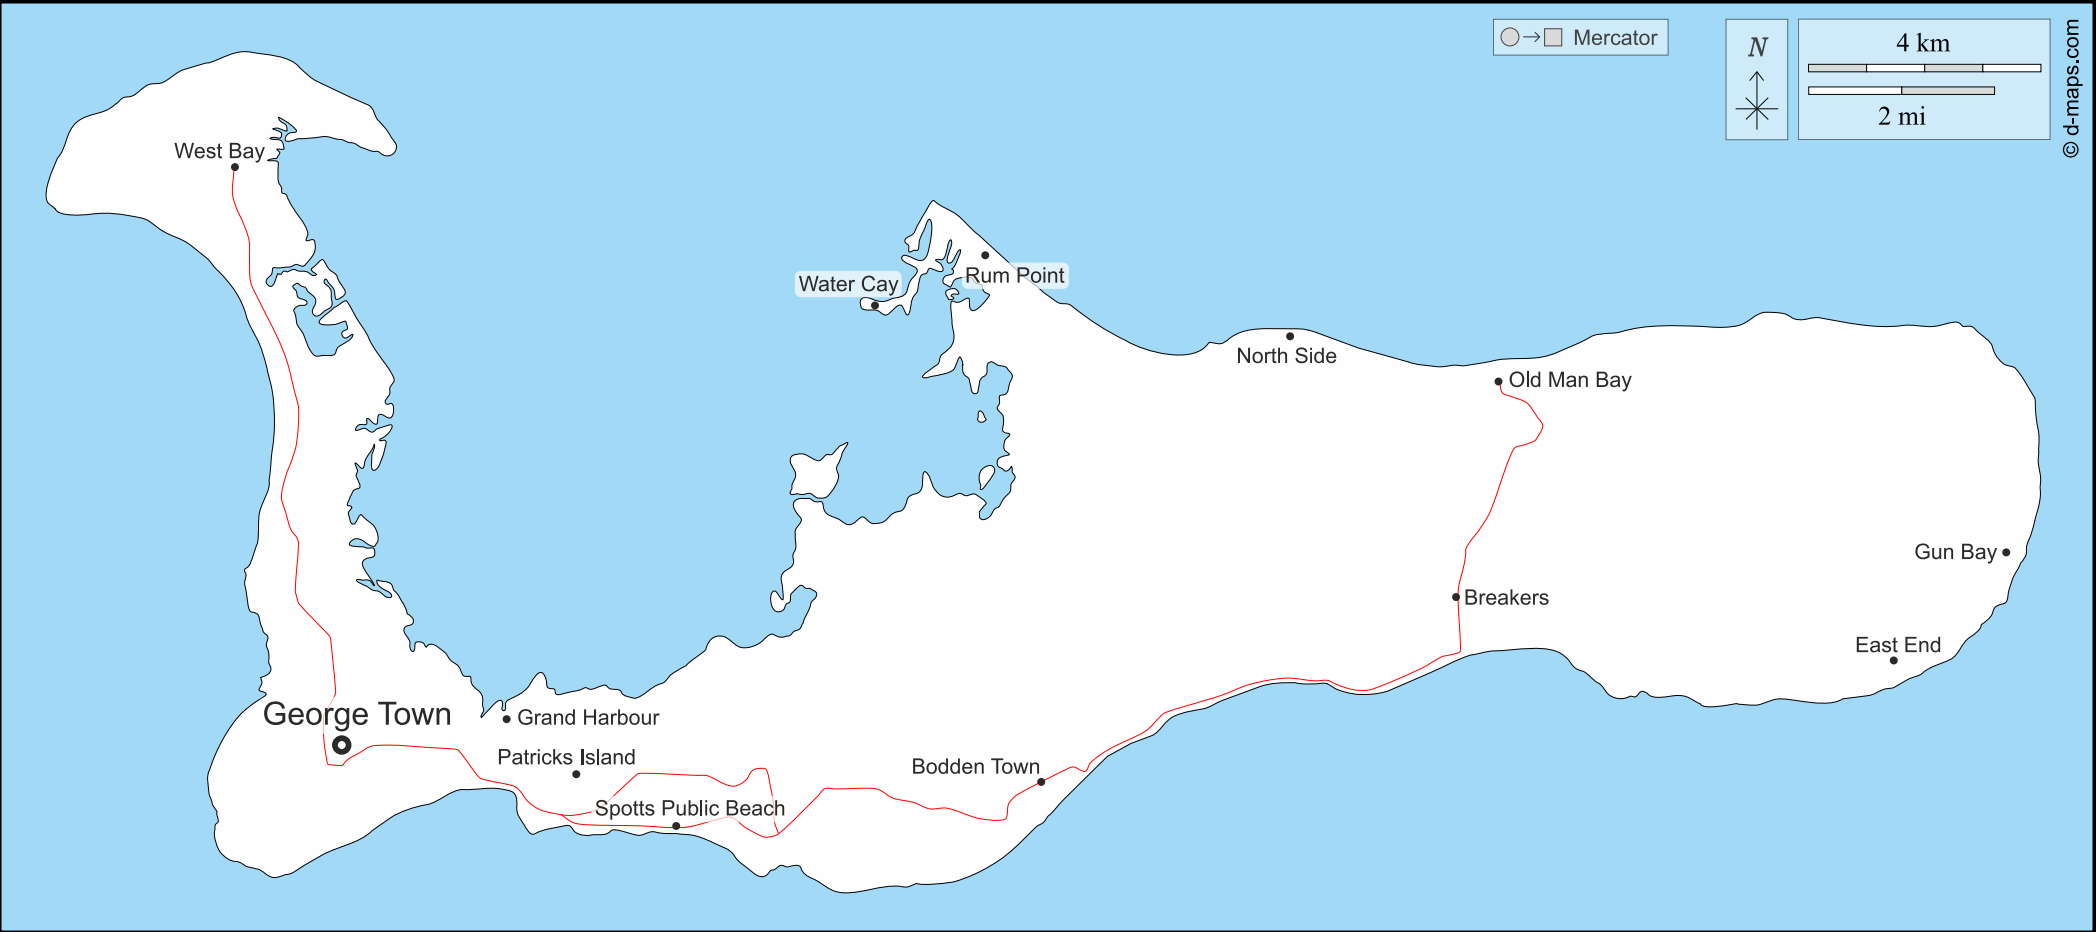 Mercator
N
4 km
2 mi
© d-maps.com
West Bay
Water Cay
Rum Point
North Side
Old Man Bay
Gun Bay
Breakers
East End
George Town
Grand Harbour
Patricks Island
Bodden Town
Spotts Public Beach